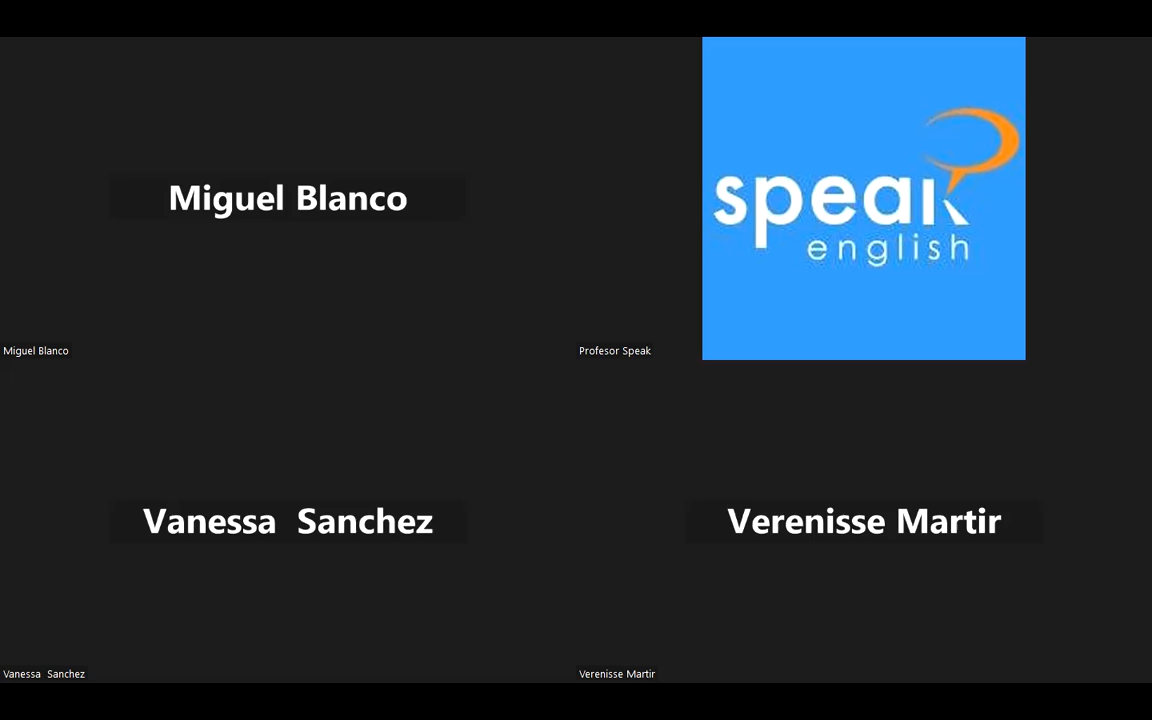 Miguel Blanco
Miguel Blanco
speak
english
Profesor Speak
Vanessa  Sanchez
Vanessa  Sanchez
Verenisse Martir
Verenisse Martir